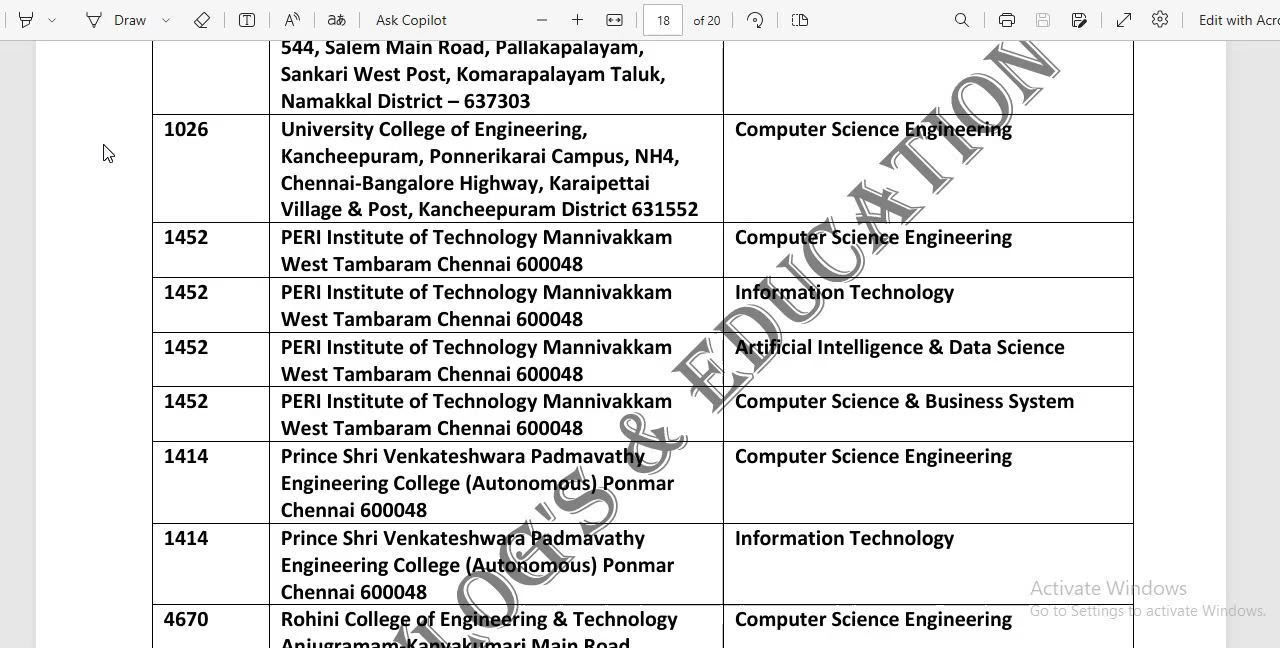 Draw
aあ
Ask Copilot
18 of 20
Edit with Acro
544, Salem Main Road, Pallakapalayam,
Sankari West Post, Komarapalayam Taluk,
Namakkal District – 637303
1026 University College of Engineering, Computer Science Engineering
Kancheepuram, Ponnerikarai Campus, NH4,
Chennai-Bangalore Highway, Karaipettai
Village & Post, Kancheepuram District 631552
1452 PERI Institute of Technology Mannivakkam Computer Science Engineering
West Tambaram Chennai 600048
1452 PERI Institute of Technology Mannivakkam Information Technology
West Tambaram Chennai 600048
1452 PERI Institute of Technology Mannivakkam Artificial Intelligence & Data Science
West Tambaram Chennai 600048
1452 PERI Institute of Technology Mannivakkam Computer Science & Business System
West Tambaram Chennai 600048
1414 Prince Shri Venkateshwara Padmavathy Computer Science Engineering
Engineering College (Autonomous) Ponmar
Chennai 600048
1414 Prince Shri Venkateshwara Padmavathy Information Technology
Engineering College (Autonomous) Ponmar
Chennai 600048
4670 Rohini College of Engineering & Technology Computer Science Engineering
Anjugramam-Kanyakumari Main Road
LOG'S & EDUCATION
Activate Windows
Go to Settings to activate Windows.